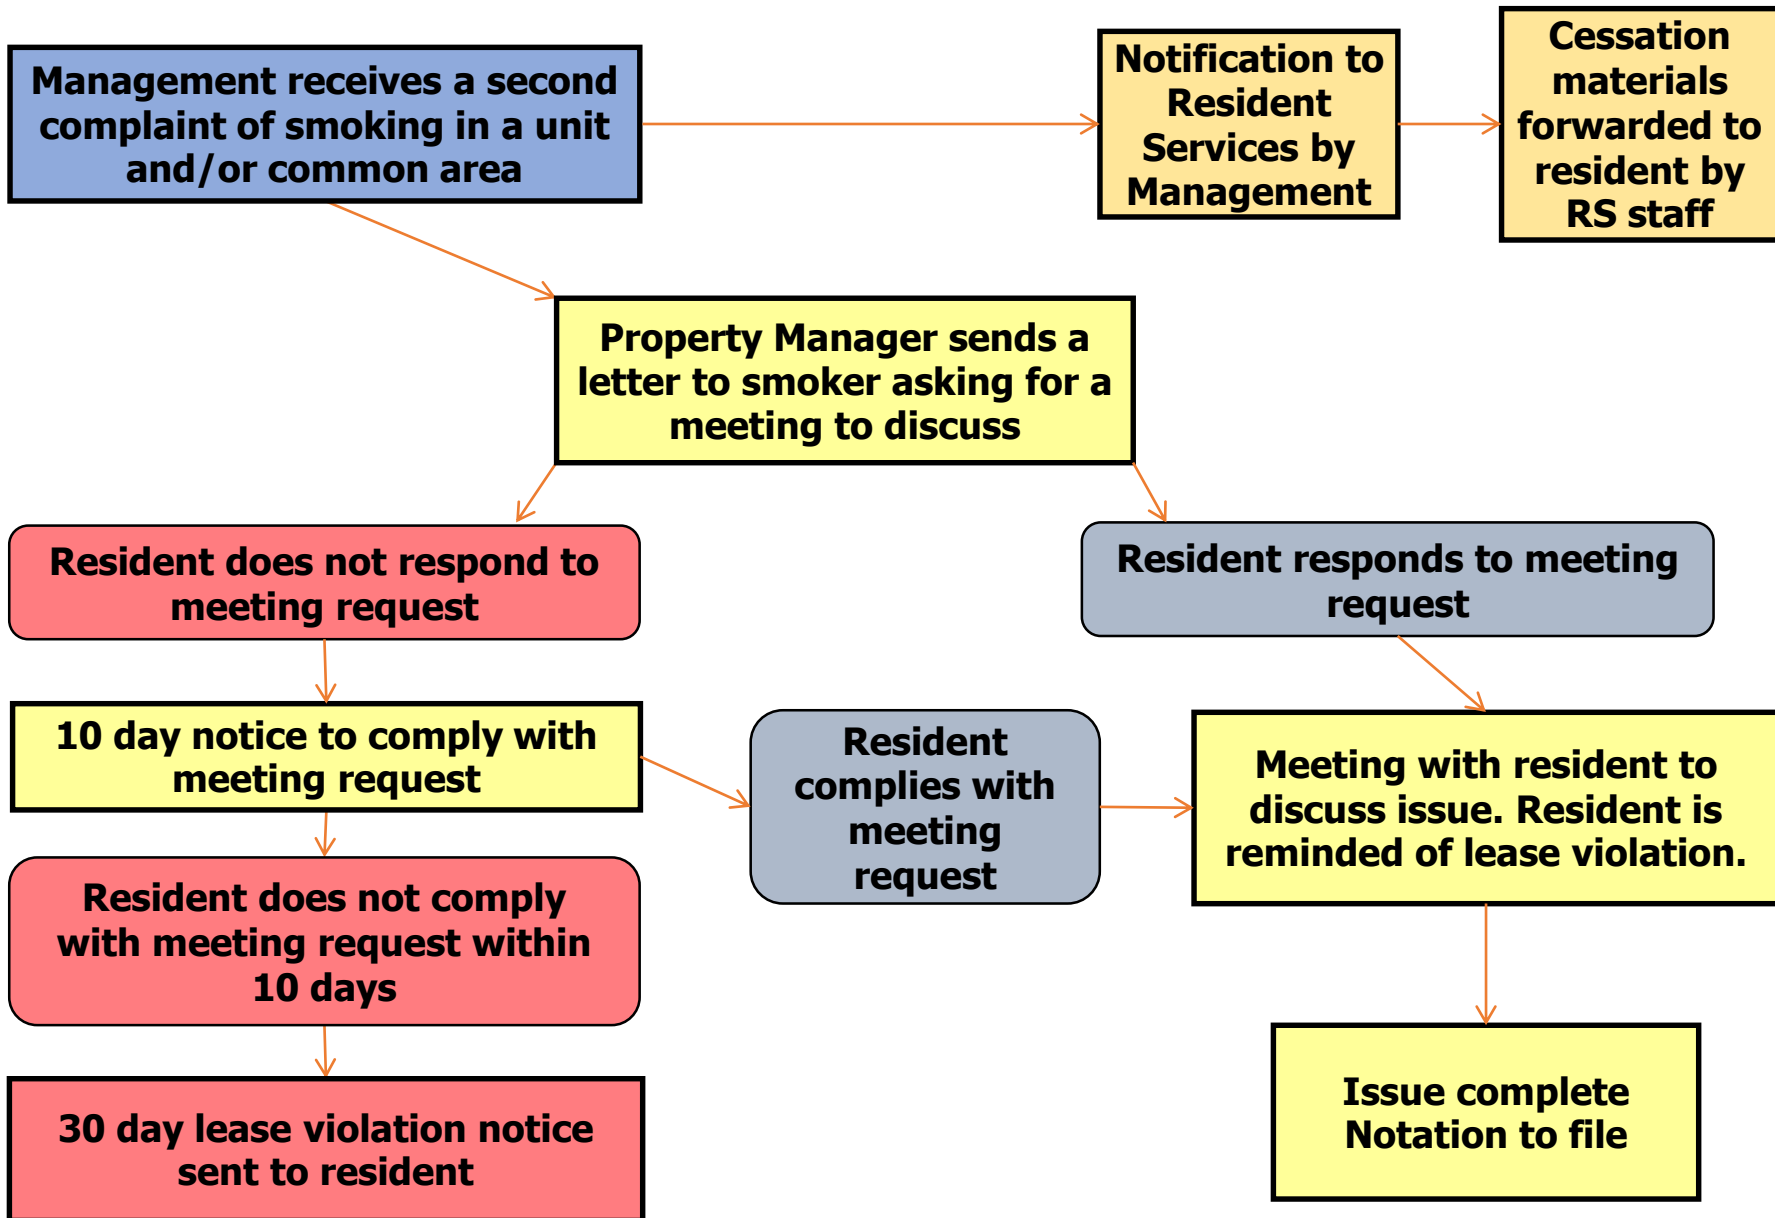 Management receives a second
complaint of smoking in a unit
and/or common area
Notification to
Resident
Services by
Management
Cessation
materials
forwarded to
resident by
RS staff
Property Manager sends a
letter to smoker asking for a
meeting to discuss
Resident does not respond to
meeting request
Resident responds to meeting
request
10 day notice to comply with
meeting request
Resident
complies with
meeting
request
Meeting with resident to
discuss issue. Resident is
reminded of lease violation.
Resident does not comply
with meeting request within
10 days
30 day lease violation notice
sent to resident
Issue complete
Notation to file